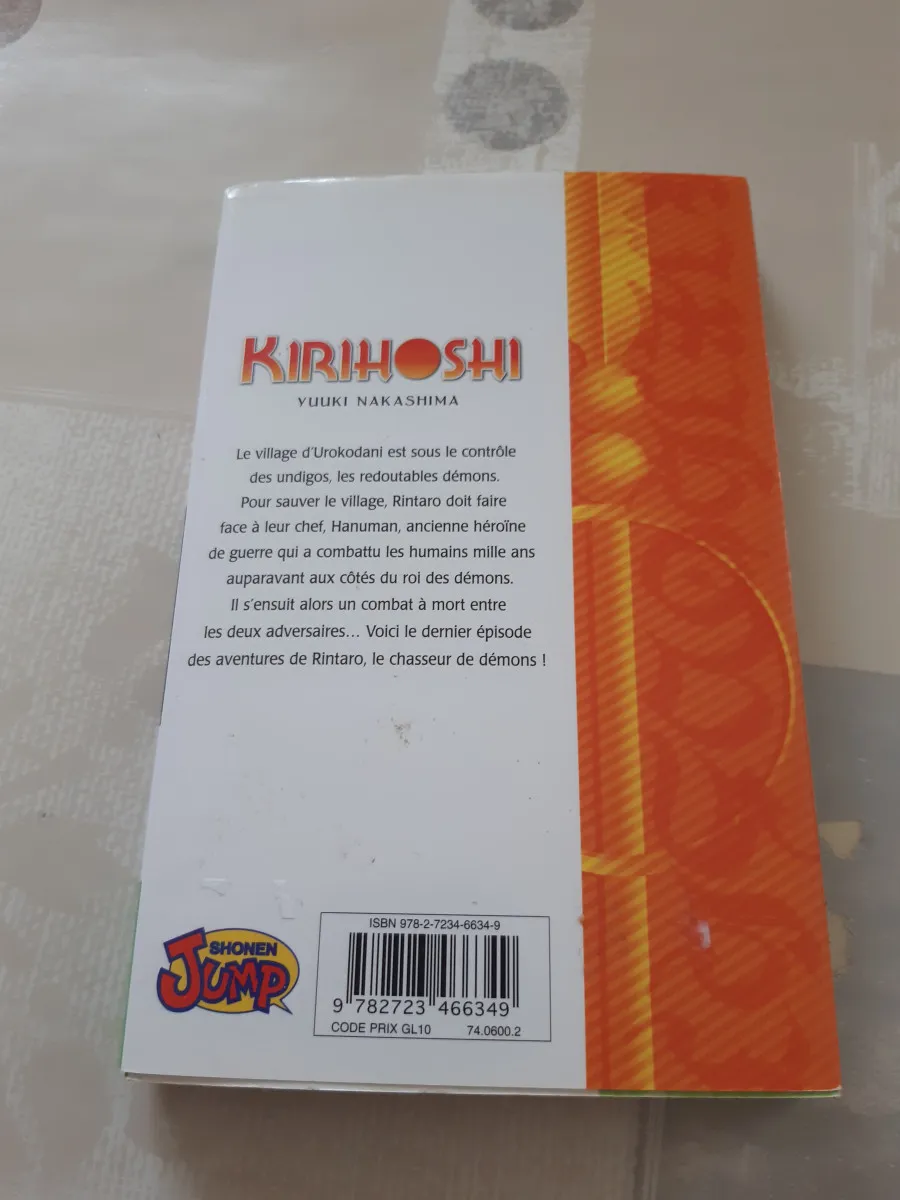 KIRIHOSHI
YUUKI NAKASHIMA
Le village d'Urokodani est sous le contrôle
des undigos, les redoutables démons.
Pour sauver le village, Rintaro doit faire
face à leur chef, Hanuman, ancienne héroïne
de guerre qui a combattu les humains mille ans
auparavant aux côtés du roi des démons.
Il s'ensuit alors un combat à mort entre
les deux adversaires... Voici le dernier épisode
des aventures de Rintaro, le chasseur de démons !
SHONEN
JUMP
ISBN 978-2-7234-6634-9
9 782723 466349
CODE PRIX GL10 74.0600.2